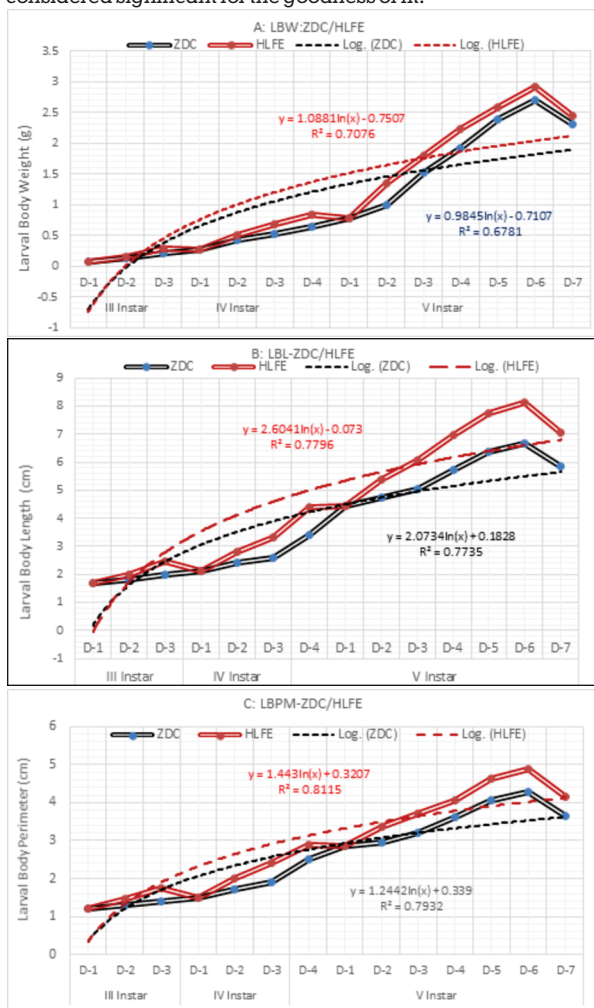 considered significant for the goodness of fit.
A: LBW:ZDC/HLFE
ZDC HLFE Log. (ZDC) Log. (HLFE)
3.5
3
2.5
2
1.5
1
0.5
0
-0.5
-1
Larval Body Weight (g)
y = 1.0881ln(x) - 0.7507
R² = 0.7076
y = 0.9845ln(x) - 0.7107
R² = 0.6781
D-1 D-2 D-3 D-1 D-2 D-3 D-4 D-1 D-2 D-3 D-4 D-5 D-6 D-7
III Instar IV Instar V Instar
B: LBL-ZDC/HLFE
ZDC HLFE Log. (ZDC) Log. (HLFE)
9
8
7
6
5
4
3
2
1
0
-1
Larval Body Length (cm)
y = 2.6041ln(x) - 0.073
R² = 0.7796
y = 2.0734ln(x) + 0.1828
R² = 0.7735
D-1 D-2 D-3 D-1 D-2 D-3 D-4 D-1 D-2 D-3 D-4 D-5 D-6 D-7
III Instar IV Instar V Instar
C: LBPM-ZDC/HLFE
ZDC HLFE Log. (ZDC) Log. (HLFE)
6
5
4
3
2
1
0
Larval Body Perimeter (cm)
y = 1.443ln(x) + 0.3207
R² = 0.8115
y = 1.2442ln(x) + 0.339
R² = 0.7932
D-1 D-2 D-3 D-1 D-2 D-3 D-4 D-1 D-2 D-3 D-4 D-5 D-6 D-7
III Instar IV Instar V Instar